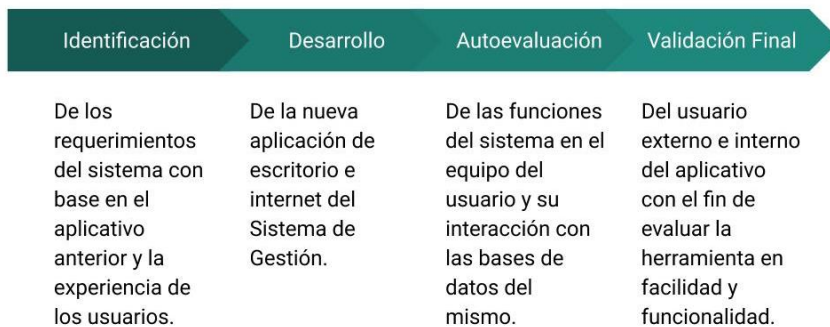 Identificación
Desarrollo
Autoevaluación
Validación Final
De los
requerimientos
del sistema con
base en el
aplicativo
anterior y la
experiencia de
los usuarios.
De la nueva
aplicación de
escritorio e
internet del
Sistema de
Gestión.
De las funciones
del sistema en el
equipo del
usuario y su
interacción con
las bases de
datos del
mismo.
Del usuario
externo e interno
del aplicativo
con el fin de
evaluar la
herramienta en
facilidad y
funcionalidad.